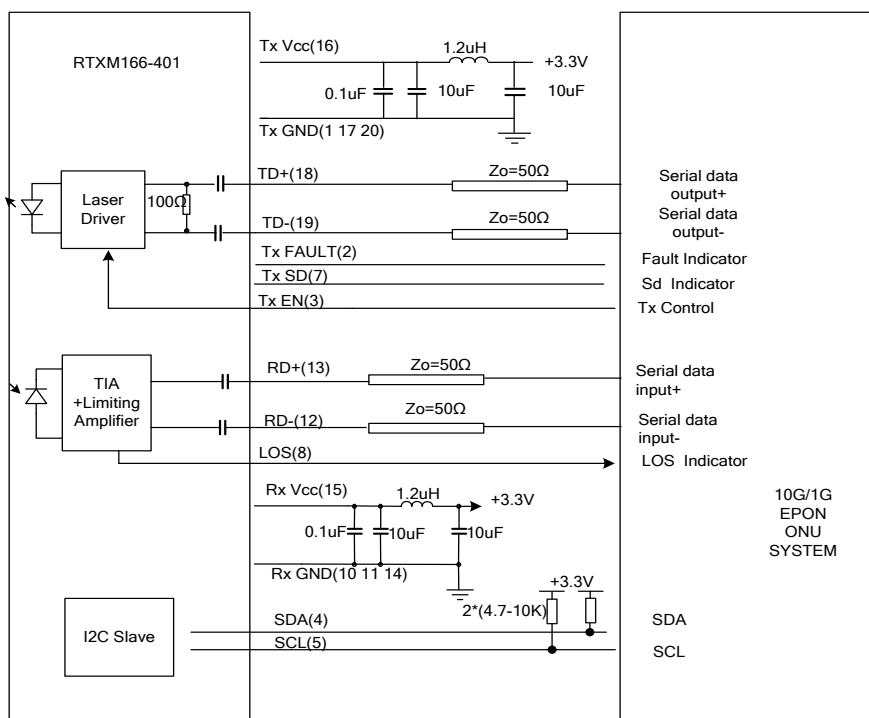 RTXM166-401
Tx Vcc(16)
1.2uH
+3.3V
0.1uF
10uF
10uF
Tx GND(1 17 20)
Laser
Driver
100Ω
TD+(18)
Zo=50Ω
Serial data
output+
TD-(19)
Zo=50Ω
Serial data
output-
Tx FAULT(2)
Fault Indicator
Tx SD(7)
Sd Indicator
Tx EN(3)
Tx Control
TIA
+Limiting
Amplifier
RD+(13)
Zo=50Ω
Serial data
input+
RD-(12)
Zo=50Ω
Serial data
input-
LOS(8)
LOS Indicator
Rx Vcc(15)
1.2uH
+3.3V
0.1uF
10uF
10uF
Rx GND(10 11 14)
10G/1G
EPON
ONU
SYSTEM
+3.3V
2*(4.7-10K)
I2C Slave
SDA(4)
SDA
SCL(5)
SCL